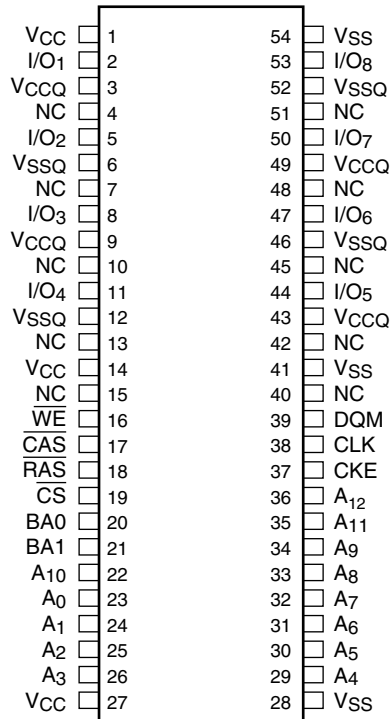 VCC 1 54 VSS
I/O1 2 53 I/O8
VCCQ 3 52 VSSQ
NC 4 51 NC
I/O2 5 50 I/O7
VSSQ 6 49 VCCQ
NC 7 48 NC
I/O3 8 47 I/O6
VCCQ 9 46 VSSQ
NC 10 45 NC
I/O4 11 44 I/O5
VSSQ 12 43 VCCQ
NC 13 42 NC
VCC 14 41 VSS
NC 15 40 NC
WE 16 39 DQM
CAS 17 38 CLK
RAS 18 37 CKE
CS 19 36 A12
BA0 20 35 A11
BA1 21 34 A9
A10 22 33 A8
A0 23 32 A7
A1 24 31 A6
A2 25 30 A5
A3 26 29 A4
VCC 27 28 VSS